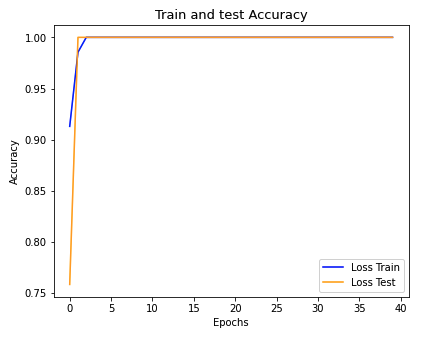 Train and test Accuracy
1.00
0.95
0.90
0.85
0.80
0.75
Accuracy
Loss Train
Loss Test
0 5 10 15 20 25 30 35 40
Epochs